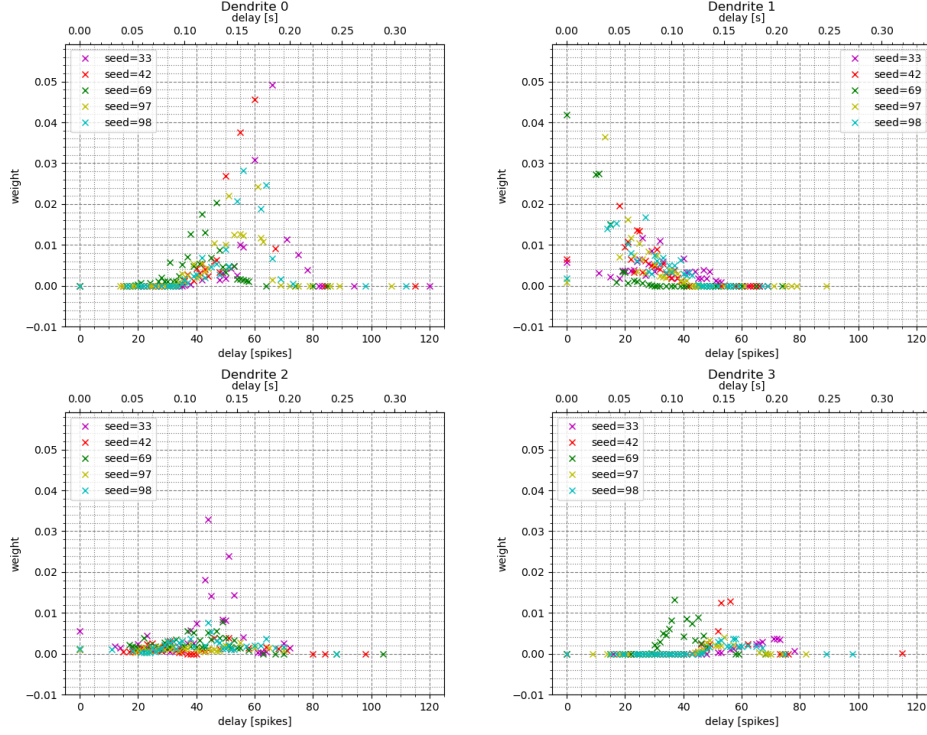 Dendrite 0
delay [s]
0.00 0.05 0.10 0.15 0.20 0.25 0.30
seed=33
seed=42
seed=69
seed=97
seed=98
weight
0.05
0.04
0.03
0.02
0.01
0.00
−0.01
0 20 40 60 80 100 120
delay [spikes]
Dendrite 1
delay [s]
0.00 0.05 0.10 0.15 0.20 0.25 0.30
seed=33
seed=42
seed=69
seed=97
seed=98
weight
0.05
0.04
0.03
0.02
0.01
0.00
−0.01
0 20 40 60 80 100 120
delay [spikes]
Dendrite 2
delay [s]
0.00 0.05 0.10 0.15 0.20 0.25 0.30
seed=33
seed=42
seed=69
seed=97
seed=98
weight
0.05
0.04
0.03
0.02
0.01
0.00
−0.01
0 20 40 60 80 100 120
delay [spikes]
Dendrite 3
delay [s]
0.00 0.05 0.10 0.15 0.20 0.25 0.30
seed=33
seed=42
seed=69
seed=97
seed=98
weight
0.05
0.04
0.03
0.02
0.01
0.00
−0.01
0 20 40 60 80 100 120
delay [spikes]